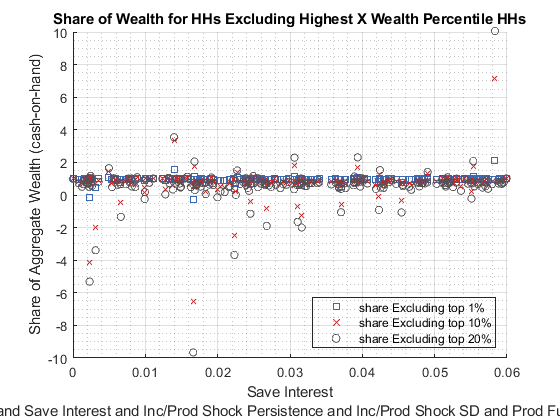 Share of Wealth for HHs Excluding Highest X Wealth Percentile HHs
10
8
6
4
2
0
-2
-4
-6
-8
-10
Share of Aggregate Wealth (cash-on-hand)
share Excluding top 1%
share Excluding top 10%
share Excluding top 20%
0
0.01
0.02
0.03
0.04
0.05
0.06
Save Interest
and Save Interest and Inc/Prod Shock Persistence and Inc/Prod Shock SD and Prod Fu